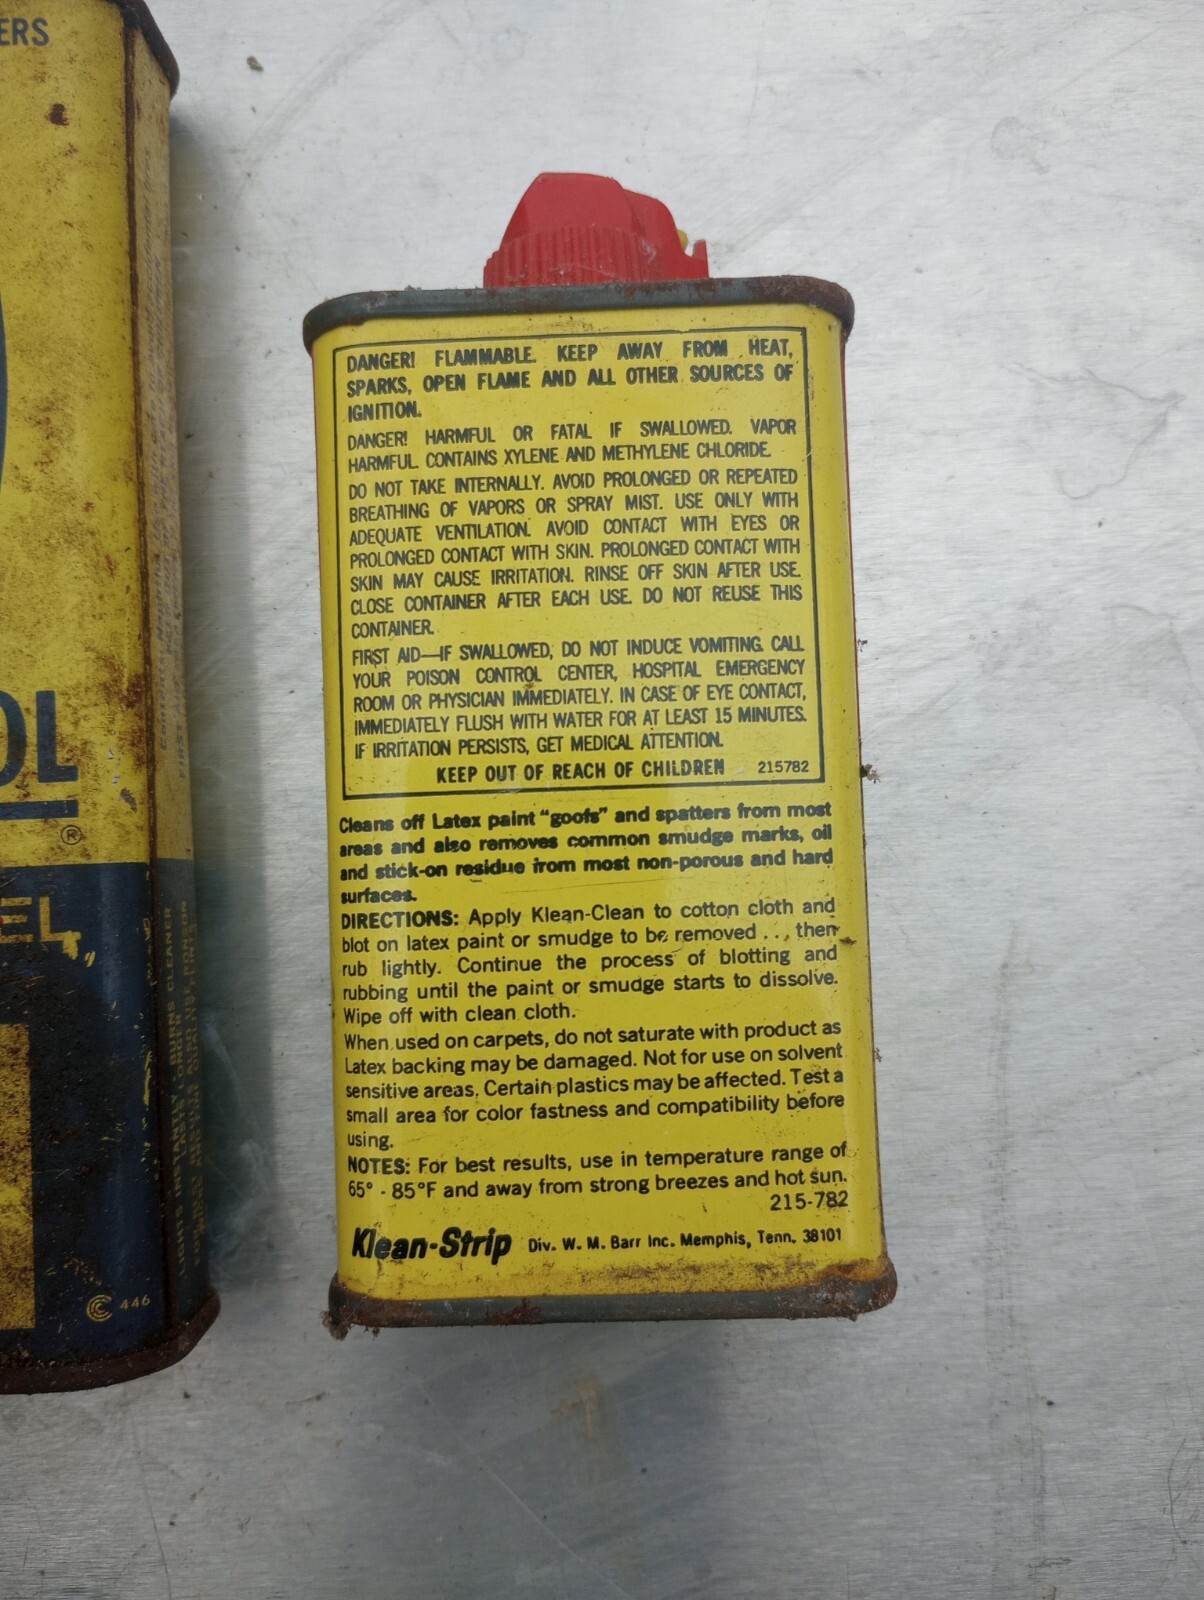 ERS
OL
®
EL
446
LIGHTS INSTANTLY BURNS CLEANER
LASTS LONGER
DANGER! FLAMMABLE. KEEP AWAY FROM HEAT,
SPARKS, OPEN FLAME AND ALL OTHER SOURCES OF
IGNITION.
DANGER! HARMFUL OR FATAL IF SWALLOWED. VAPOR
HARMFUL. CONTAINS XYLENE AND METHYLENE CHLORIDE.
DO NOT TAKE INTERNALLY. AVOID PROLONGED OR REPEATED
BREATHING OF VAPORS OR SPRAY MIST. USE ONLY WITH
ADEQUATE VENTILATION. AVOID CONTACT WITH EYES OR
PROLONGED CONTACT WITH SKIN. PROLONGED CONTACT WITH
SKIN MAY CAUSE IRRITATION. RINSE OFF SKIN AFTER USE.
CLOSE CONTAINER AFTER EACH USE. DO NOT REUSE THIS
CONTAINER.
FIRST AID—IF SWALLOWED, DO NOT INDUCE VOMITING. CALL
YOUR POISON CONTROL CENTER, HOSPITAL EMERGENCY
ROOM OR PHYSICIAN IMMEDIATELY. IN CASE OF EYE CONTACT,
IMMEDIATELY FLUSH WITH WATER FOR AT LEAST 15 MINUTES.
IF IRRITATION PERSISTS, GET MEDICAL ATTENTION.
KEEP OUT OF REACH OF CHILDREN 215782
Cleans off Latex paint "goofs" and spatters from most
areas and also removes common smudge marks, oil
and stick-on residue from most non-porous and hard
surfaces.
DIRECTIONS: Apply Klean-Clean to cotton cloth and
blot on latex paint or smudge to be removed . . , then
rub lightly. Continue the process of blotting and
rubbing until the paint or smudge starts to dissolve.
Wipe off with clean cloth.
When used on carpets, do not saturate with product as
Latex backing may be damaged. Not for use on solvent
sensitive areas. Certain plastics may be affected. Test a
small area for color fastness and compatibility before
using.
NOTES: For best results, use in temperature range of
65° - 85°F and away from strong breezes and hot sun.
215-782
Klean-Strip Div. W. M. Barr Inc. Memphis, Tenn. 38101